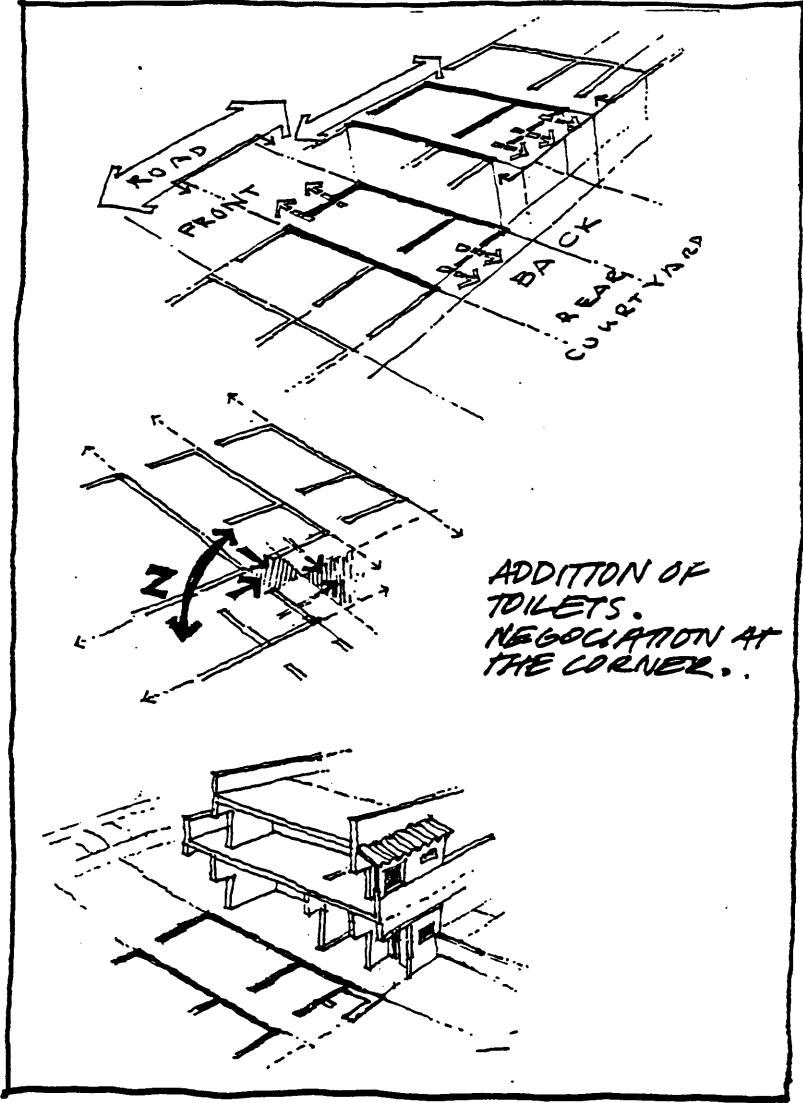 ROAD
FRONT
BACK
REAR
COURTYARD
Z
ADDITION OF
TOILETS.
NEGOCIATION AT
THE CORNER..